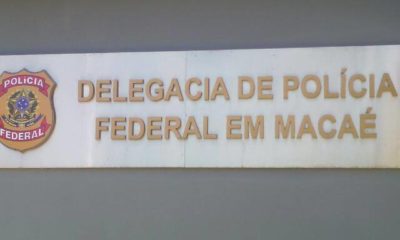 POLÍCIA
FEDERAL
DELEGACIA DE POLÍCIA
FEDERAL EM MACAÉ